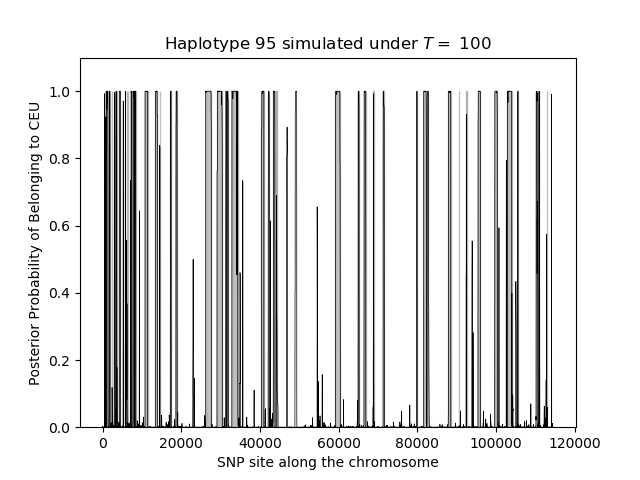 Haplotype 95 simulated under T = 100
Posterior Probability of Belonging to CEU
1.0
0.8
0.6
0.4
0.2
0.0
0 20000 40000 60000 80000 100000 120000
SNP site along the chromosome